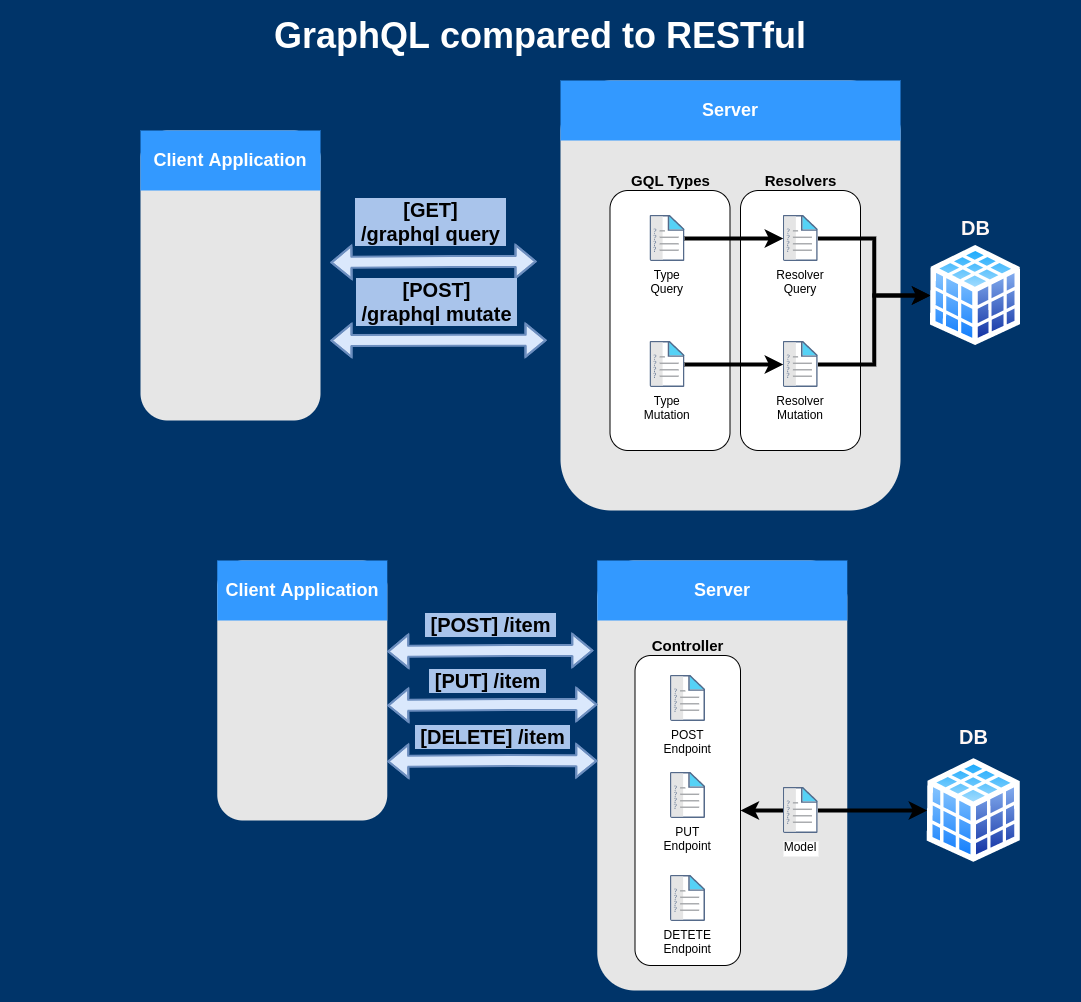 GraphQL compared to RESTful
Server
Client Application
GQL Types
Resolvers
[GET]
/graphql query
DB
Type
Query
Resolver
Query
[POST]
/graphql mutate
Type
Mutation
Resolver
Mutation
Client Application
Server
[POST] /item
Controller
[PUT] /item
POST
Endpoint
[DELETE] /item
DB
PUT
Endpoint
Model
DETETE
Endpoint